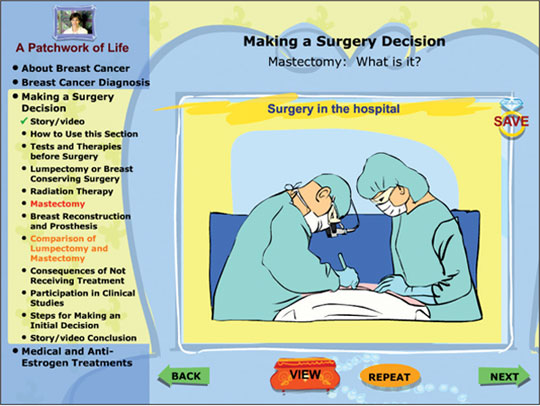 A Patchwork of Life
• About Breast Cancer
• Breast Cancer Diagnosis
• Making a Surgery
Decision
✓ Story/video
• How to Use this Section
• Tests and Therapies
before Surgery
• Lumpectomy or Breast
Conserving Surgery
• Radiation Therapy
• Mastectomy
• Breast Reconstruction
and Prosthesis
• Comparison of
Lumpectomy and
Mastectomy
• Consequences of Not
Receiving Treatment
• Participation in Clinical
Studies
• Steps for Making an
Initial Decision
• Story/video Conclusion
• Medical and Anti-
Estrogen Treatments
Making a Surgery Decision
Mastectomy: What is it?
Surgery in the hospital
SAVE
BACK
VIEW
REPEAT
NEXT